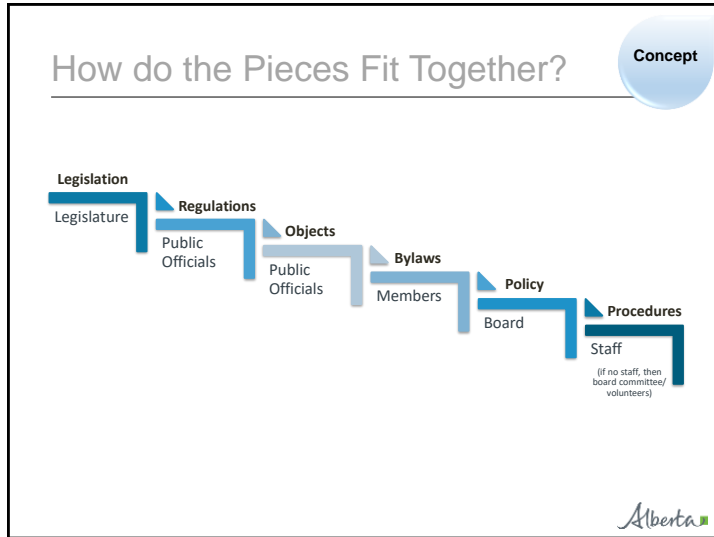 How do the Pieces Fit Together?
Concept
Legislation
Legislature
Regulations
Public
Officials
Objects
Public
Officials
Bylaws
Members
Policy
Board
Procedures
Staff
(if no staff, then
board committee/
volunteers)
Alberta